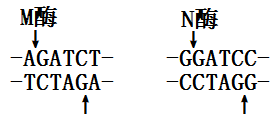 M酶 N酶
-AGATCT- -GGATCC-
-TCTAGA- -CCTAGG-